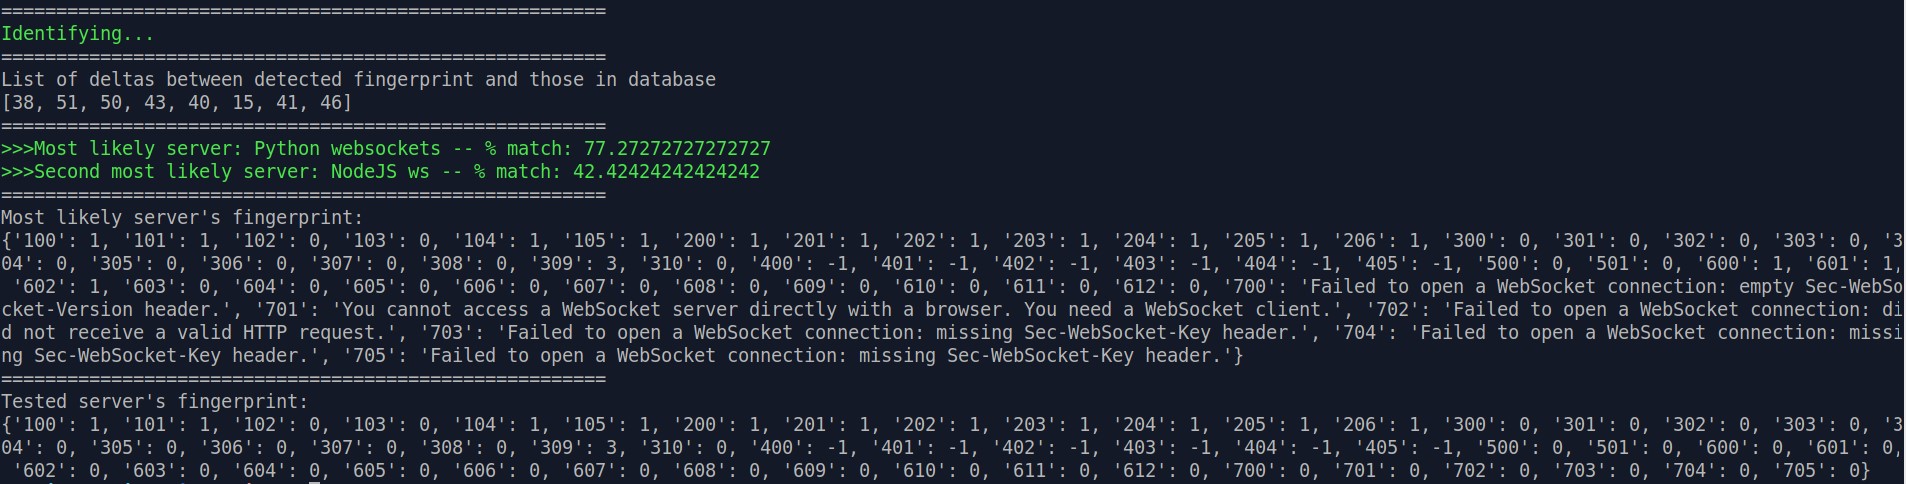 =======================================================
Identifying...
=======================================================
List of deltas between detected fingerprint and those in database
[38, 51, 50, 43, 40, 15, 41, 46]
=======================================================
>>>Most likely server: Python websockets -- % match: 77.27272727272727
>>>Second most likely server: NodeJS ws -- % match: 42.42424242424242
=======================================================
Most likely server's fingerprint:
{'100': 1, '101': 1, '102': 0, '103': 0, '104': 1, '105': 1, '200': 1, '201': 1, '202': 1, '203': 1, '204': 1, '205': 1, '206': 1, '300': 0, '301': 0, '302': 0, '303': 0, '3
04': 0, '305': 0, '306': 0, '307': 0, '308': 0, '309': 3, '310': 0, '400': -1, '401': -1, '402': -1, '403': -1, '404': -1, '405': -1, '500': 0, '501': 0, '600': 1, '601': 1,
 '602': 1, '603': 0, '604': 0, '605': 0, '606': 0, '607': 0, '608': 0, '609': 0, '610': 0, '611': 0, '612': 0, '700': 'Failed to open a WebSocket connection: empty Sec-WebSo
cket-Version header.', '701': 'You cannot access a WebSocket server directly with a browser. You need a WebSocket client.', '702': 'Failed to open a WebSocket connection: di
d not receive a valid HTTP request.', '703': 'Failed to open a WebSocket connection: missing Sec-WebSocket-Key header.', '704': 'Failed to open a WebSocket connection: missi
ng Sec-WebSocket-Key header.', '705': 'Failed to open a WebSocket connection: missing Sec-WebSocket-Key header.'}
=======================================================
Tested server's fingerprint:
{'100': 1, '101': 1, '102': 0, '103': 0, '104': 1, '105': 1, '200': 1, '201': 1, '202': 1, '203': 1, '204': 1, '205': 1, '206': 1, '300': 0, '301': 0, '302': 0, '303': 0, '3
04': 0, '305': 0, '306': 0, '307': 0, '308': 0, '309': 3, '310': 0, '400': -1, '401': -1, '402': -1, '403': -1, '404': -1, '405': -1, '500': 0, '501': 0, '600': 0, '601': 0,
 '602': 0, '603': 0, '604': 0, '605': 0, '606': 0, '607': 0, '608': 0, '609': 0, '610': 0, '611': 0, '612': 0, '700': 0, '701': 0, '702': 0, '703': 0, '704': 0, '705': 0}